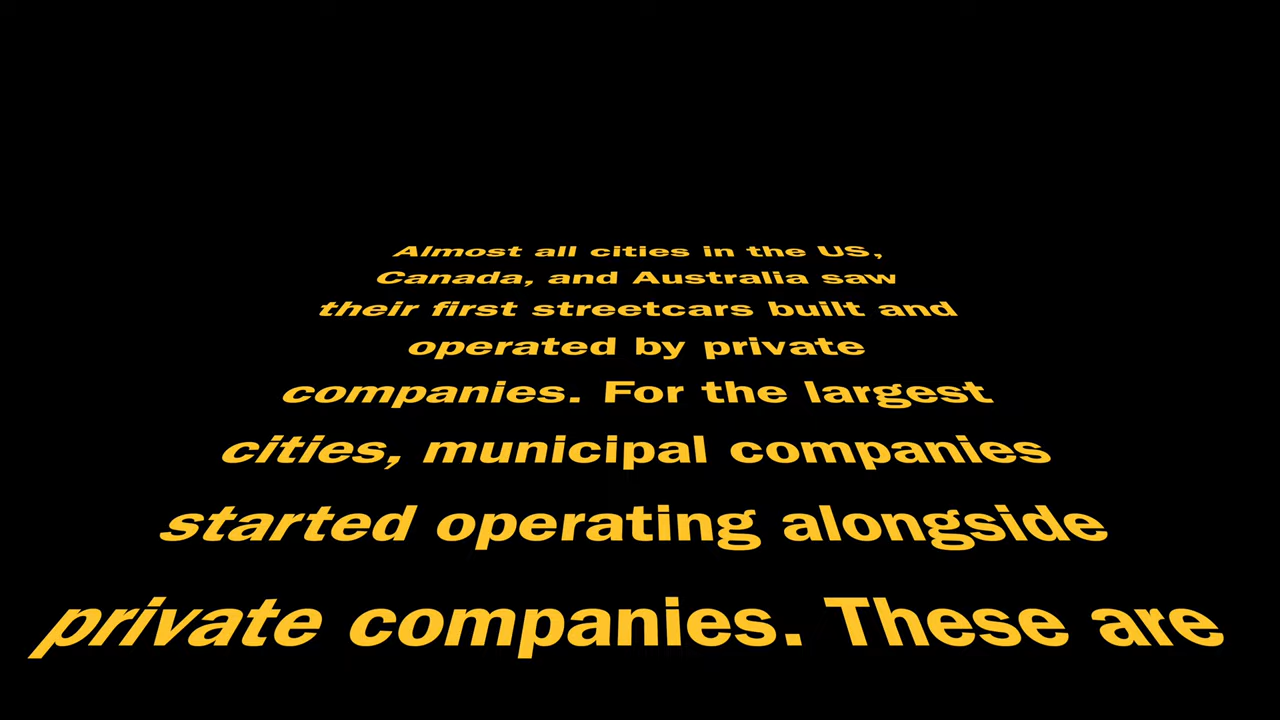 Almost all cities in the US,
Canada, and Australia saw
their first streetcars built and
operated by private
companies. For the largest
cities, municipal companies
started operating alongside
private companies. These are